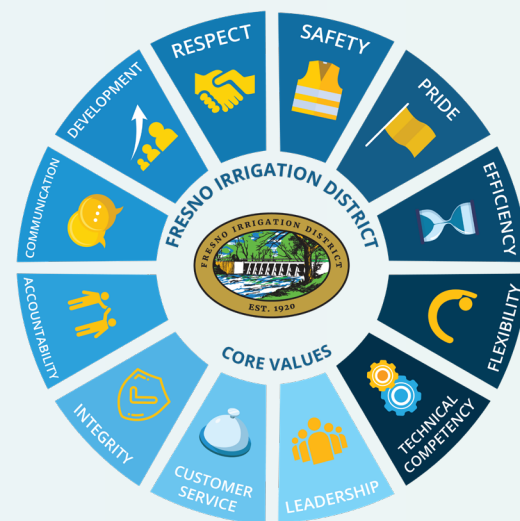 RESPECT
SAFETY
PRIDE
EFFICIENCY
FLEXIBILITY
TECHNICAL
COMPETENCY
LEADERSHIP
CUSTOMER
SERVICE
INTEGRITY
ACCOUNTABILITY
COMMUNICATION
DEVELOPMENT
FRESNO IRRIGATION DISTRICT
FRESNO IRRIGATION DISTRICT
EST. 1920
CORE VALUES